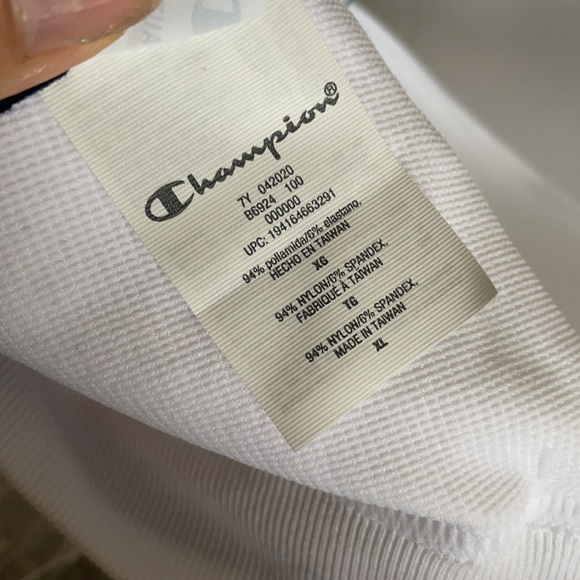 Champion®
7Y 042020
B6924 100
000000
UPC: 194164663291
94% poliamida/6% elastano.
HECHO EN TAIWAN
XG
94% NYLON/6% SPANDEX.
FABRIQUÉ À TAÏWAN
TG
94% NYLON/6% SPANDEX.
MADE IN TAIWAN
XL